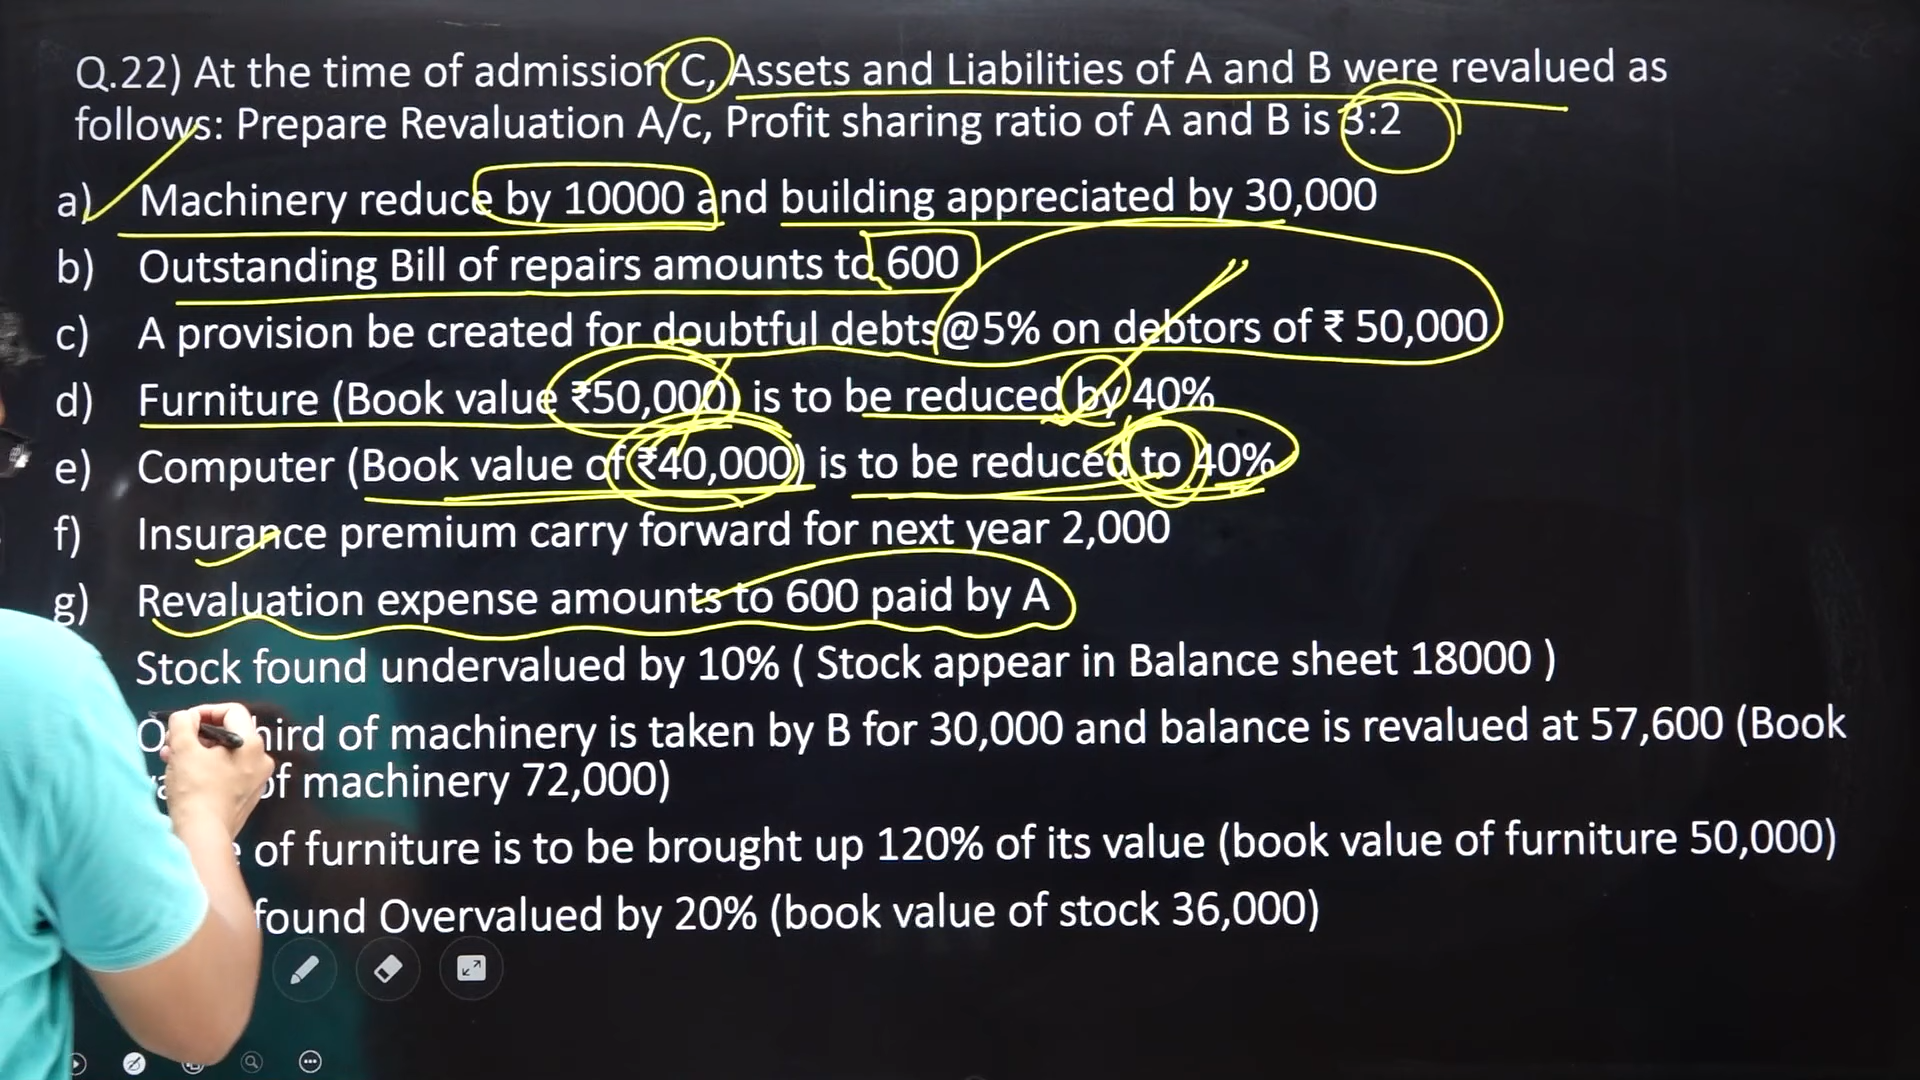 Q.22) At the time of admission C, Assets and Liabilities of A and B were revalued as
follows: Prepare Revaluation A/c, Profit sharing ratio of A and B is 3:2
a) Machinery reduce by 10000 and building appreciated by 30,000
b) Outstanding Bill of repairs amounts to 600
c) A provision be created for doubtful debts@5% on debtors of ₹ 50,000
d) Furniture (Book value ₹50,000) is to be reduced by 40%
e) Computer (Book value of ₹40,000) is to be reduced to 40%
f) Insurance premium carry forward for next year 2,000
g) Revaluation expense amounts to 600 paid by A
Stock found undervalued by 10% ( Stock appear in Balance sheet 18000 )
of machinery is taken by B for 30,000 and balance is revalued at 57,600 (Book
of machinery 72,000)
of furniture is to be brought up 120% of its value (book value of furniture 50,000)
found Overvalued by 20% (book value of stock 36,000)